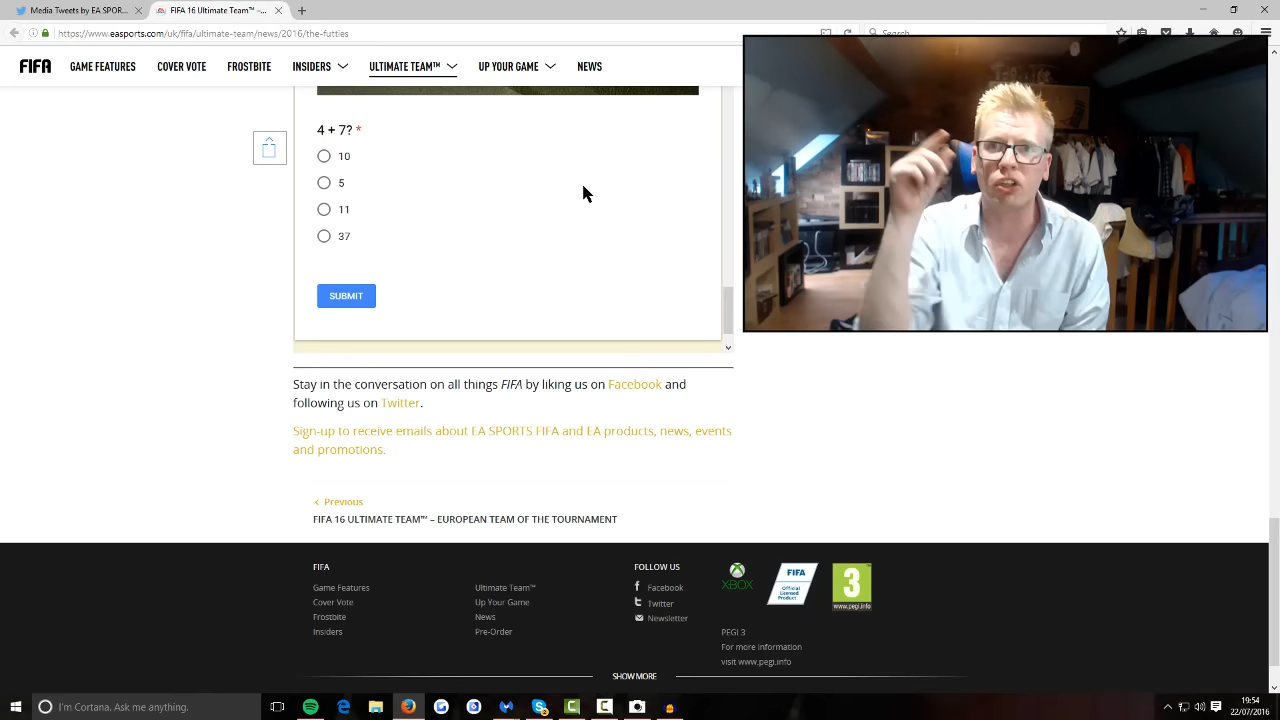 Media Tweets by EA SPOR...
FIFA 16 Ultimate Team™ -...
https://www.easports.com/uk/fifa/ultimate-team/news/2016/the-futties
Search
FIFA
GAME FEATURES
COVER VOTE
FROSTBITE
INSIDERS
ULTIMATE TEAM™
UP YOUR GAME
NEWS
4 + 7? *
10
5
11
37
SUBMIT
Stay in the conversation on all things FIFA by liking us on Facebook and
following us on Twitter.
Sign-up to receive emails about EA SPORTS FIFA and EA products, news, events
and promotions.
Previous
FIFA 16 ULTIMATE TEAM™ – EUROPEAN TEAM OF THE TOURNAMENT
FIFA
Game Features
Cover Vote
Frostbite
Insiders
Ultimate Team™
Up Your Game
News
Pre-Order
FOLLOW US
Facebook
Twitter
Newsletter
XBOX
FIFA
Official
Licensed
Product
3
www.pegi.info
PEGI 3
For more information
visit www.pegi.info
SHOW MORE
I'm Cortana. Ask me anything.
19:54
22/07/2016